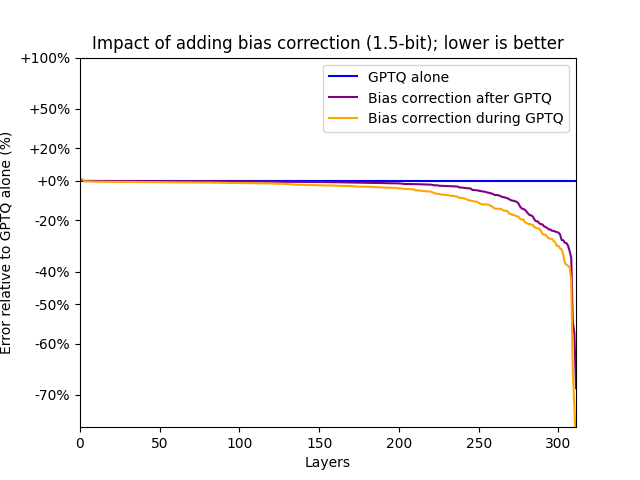 Impact of adding bias correction (1.5-bit); lower is better
Error relative to GPTQ alone (%)
+100%
+50%
+20%
+0%
-20%
-40%
-50%
-60%
-70%
GPTQ alone
Bias correction after GPTQ
Bias correction during GPTQ
0 50 100 150 200 250 300
Layers